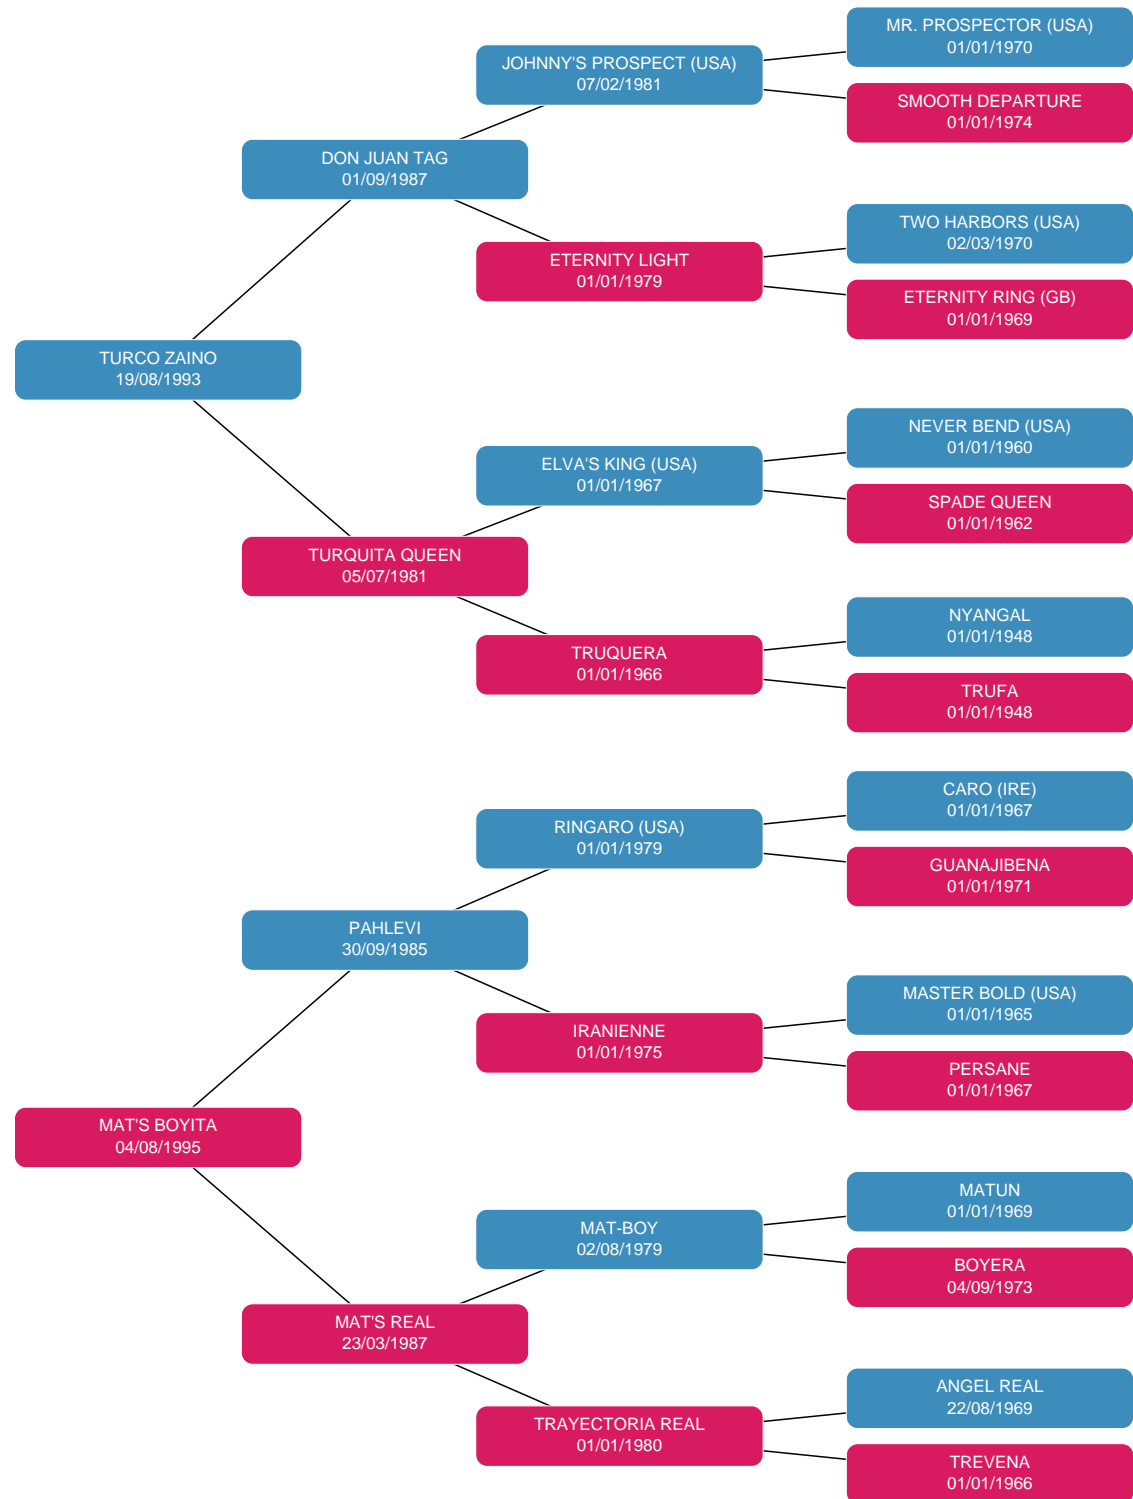 MR. PROSPECTOR (USA)
01/01/1970
JOHNNY'S PROSPECT (USA)
07/02/1981
SMOOTH DEPARTURE
01/01/1974
DON JUAN TAG
01/09/1987
TWO HARBORS (USA)
02/03/1970
ETERNITY LIGHT
01/01/1979
ETERNITY RING (GB)
01/01/1969
TURCO ZAINO
19/08/1993
NEVER BEND (USA)
01/01/1960
ELVA'S KING (USA)
01/01/1967
SPADE QUEEN
01/01/1962
TURQUITA QUEEN
05/07/1981
NYANGAL
01/01/1948
TRUQUERA
01/01/1966
TRUFA
01/01/1948
CARO (IRE)
01/01/1967
RINGARO (USA)
01/01/1979
GUANAJIBENA
01/01/1971
PAHLEVI
30/09/1985
MASTER BOLD (USA)
01/01/1965
IRANIENNE
01/01/1975
PERSANE
01/01/1967
MAT'S BOYITA
04/08/1995
MATUN
01/01/1969
MAT-BOY
02/08/1979
BOYERA
04/09/1973
MAT'S REAL
23/03/1987
ANGEL REAL
22/08/1969
TRAYECTORIA REAL
01/01/1980
TREVENA
01/01/1966